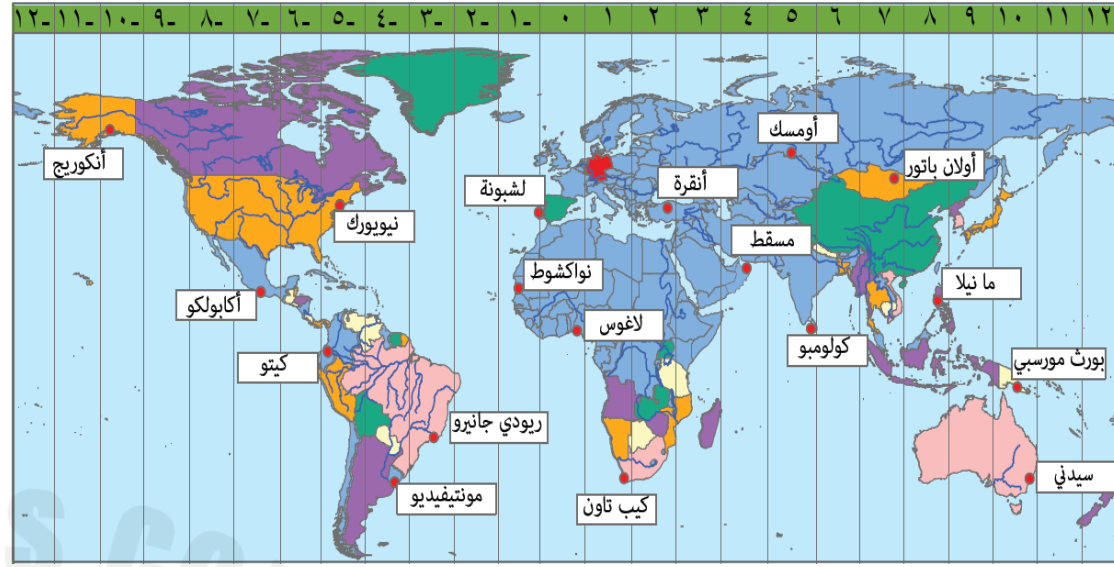 -١٢ -١١ -١٠ -٩ -٨ -٧ -٦ -٥ -٤ -٣ -٢ -١ ٠ ١ ٢ ٣ ٤ ٥ ٦ ٧ ٨ ٩ ١٠ ١١ ١٢
أومسك
أنكوريج
أولان باتور
أنقرة
لشبونة
نيويورك
مسقط
نواكشوط
ما نيلا
أكابولكو
لاغوس
كولومبو
كيتو
بورث مورسبي
ريودي جانيرو
سيدني
مونتيفيديو
كيب تاون